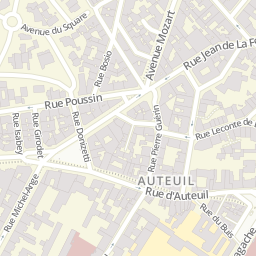 Avenue du Square
Rue Bosio
Avenue Mozart
Rue Jean de La Fo
Rue Poussin
Rue Isabey
Rue Girodet
Rue Donizetti
Rue Pierre Guérin
Rue Leconte de L
AUTEUIL
Rue Michel-Ange
Rue d'Auteuil
Rue du Buis
agache